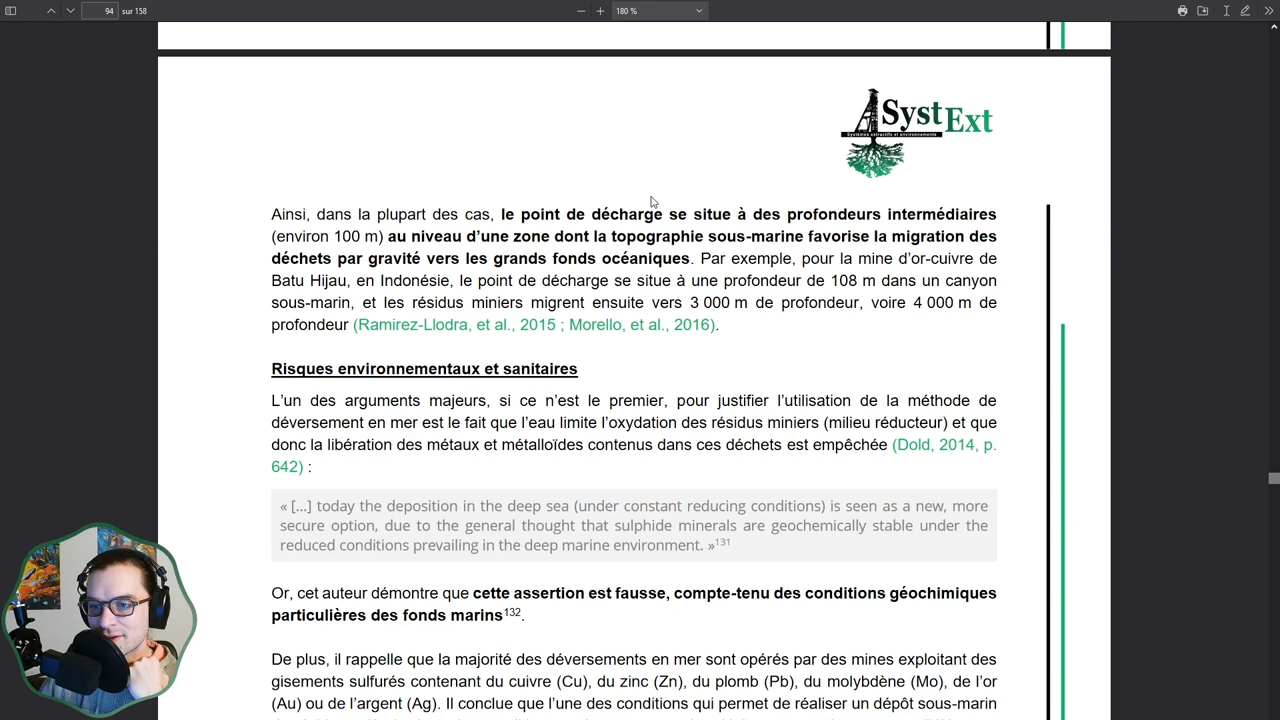 94 sur 158
180 %
A SystExt
Systèmes extractifs et environnements
Ainsi, dans la plupart des cas, le point de décharge se situe à des profondeurs intermédiaires
(environ 100 m) au niveau d’une zone dont la topographie sous-marine favorise la migration des
déchets par gravité vers les grands fonds océaniques. Par exemple, pour la mine d’or-cuivre de
Batu Hijau, en Indonésie, le point de décharge se situe à une profondeur de 108 m dans un canyon
sous-marin, et les résidus miniers migrent ensuite vers 3 000 m de profondeur, voire 4 000 m de
profondeur (Ramirez-Llodra, et al., 2015 ; Morello, et al., 2016).
Risques environnementaux et sanitaires
L’un des arguments majeurs, si ce n’est le premier, pour justifier l’utilisation de la méthode de
déversement en mer est le fait que l’eau limite l’oxydation des résidus miniers (milieu réducteur) et que
donc la libération des métaux et métalloïdes contenus dans ces déchets est empêchée (Dold, 2014, p.
642) :
« [...] today the deposition in the deep sea (under constant reducing conditions) is seen as a new, more
secure option, due to the general thought that sulphide minerals are geochemically stable under the
reduced conditions prevailing in the deep marine environment. »131
Or, cet auteur démontre que cette assertion est fausse, compte-tenu des conditions géochimiques
particulières des fonds marins132.
De plus, il rappelle que la majorité des déversements en mer sont opérés par des mines exploitant des
gisements sulfurés contenant du cuivre (Cu), du zinc (Zn), du plomb (Pb), du molybdène (Mo), de l’or
(Au) ou de l’argent (Ag). Il conclue que l’une des conditions qui permet de réaliser un dépôt sous-marin